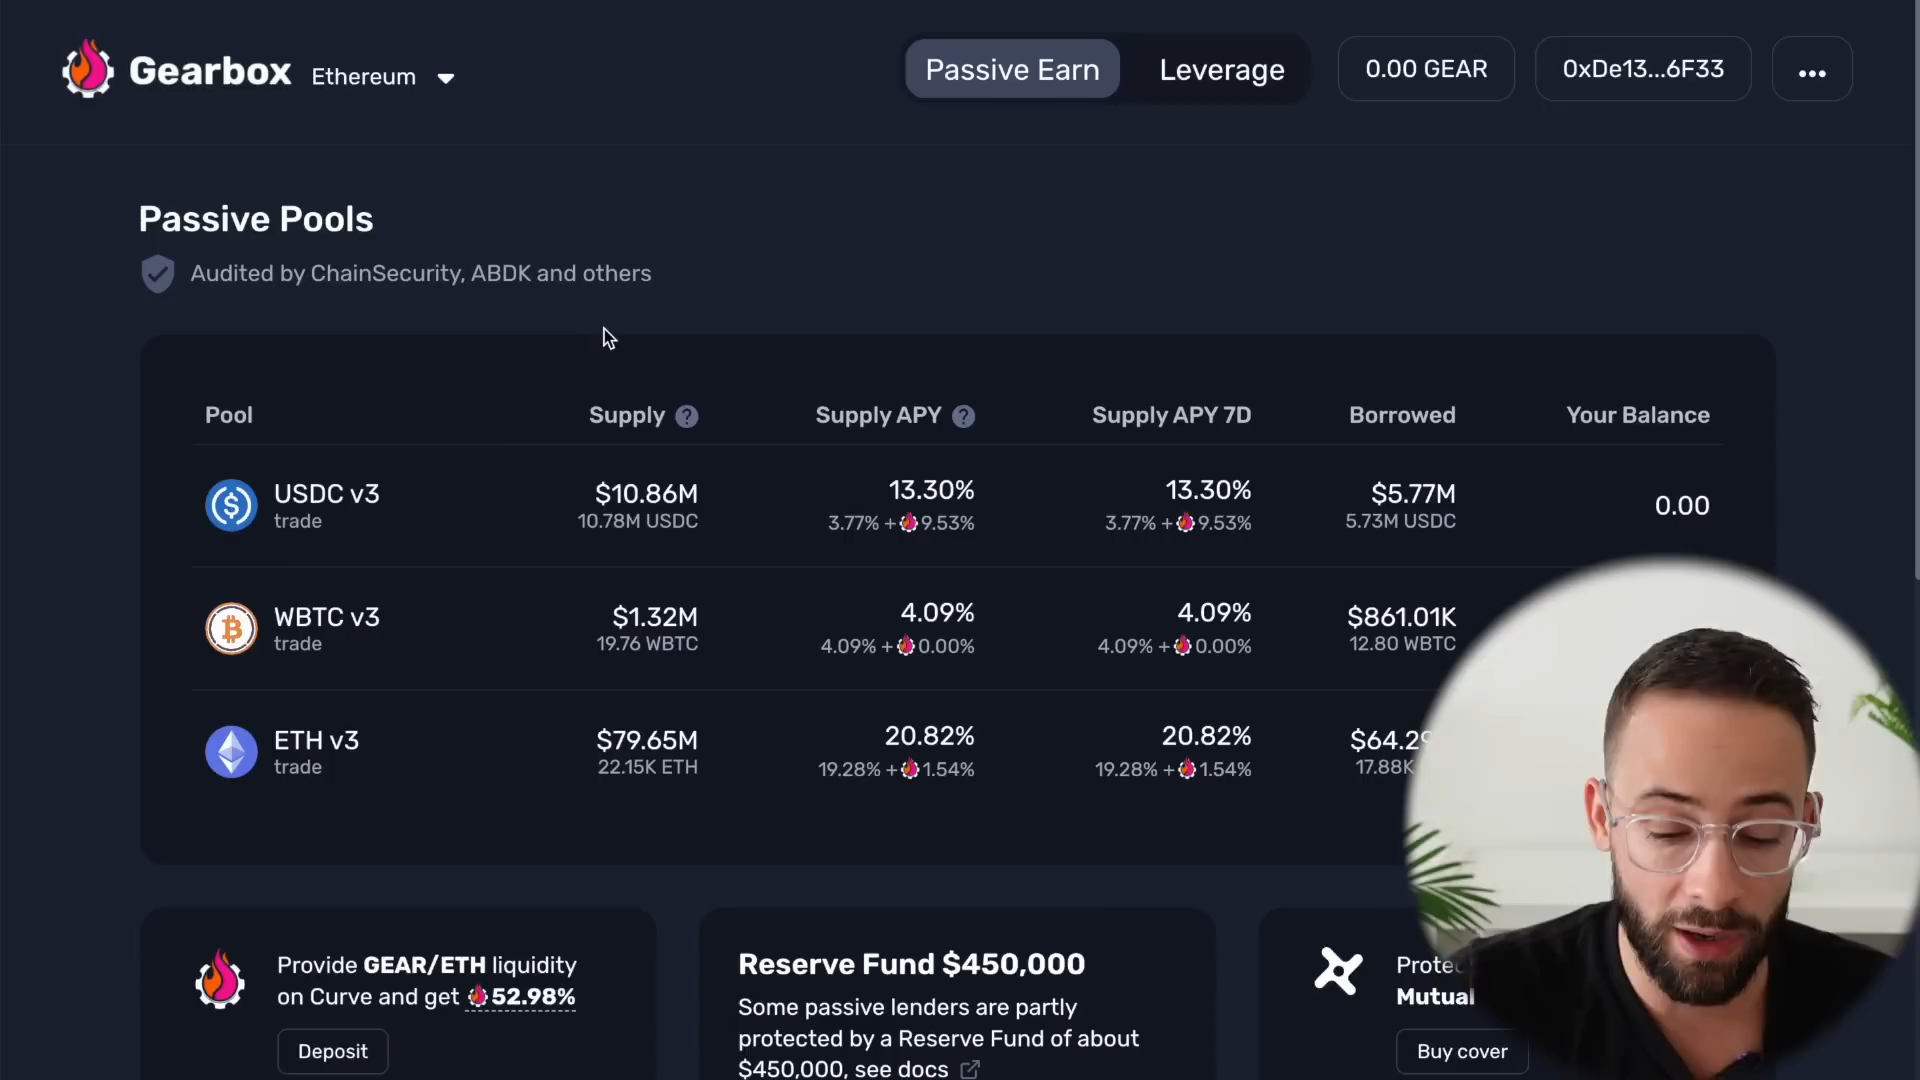 Gearbox Ethereum
Passive Earn Leverage 0.00 GEAR 0xDe13...6F33 ...
Passive Pools
Audited by ChainSecurity, ABDK and others
Pool Supply ? Supply APY ? Supply APY 7D Borrowed Your Balance
USDC v3 $10.86M 13.30% 13.30% $5.77M 0.00
trade 10.78M USDC 3.77% + 9.53% 3.77% + 9.53% 5.73M USDC
WBTC v3 $1.32M 4.09% 4.09% $861.01K
trade 19.76 WBTC 4.09% + 0.00% 4.09% + 0.00% 12.80 WBTC
ETH v3 $79.65M 20.82% 20.82%
trade 22.15K ETH 19.28% + 1.54% 19.28% + 1.54% 17.88K
Provide GEAR/ETH liquidity
on Curve and get 52.98%
Deposit
Reserve Fund $450,000
Some passive lenders are partly
protected by a Reserve Fund of about
$450,000, see docs
Mutual
Buy cover